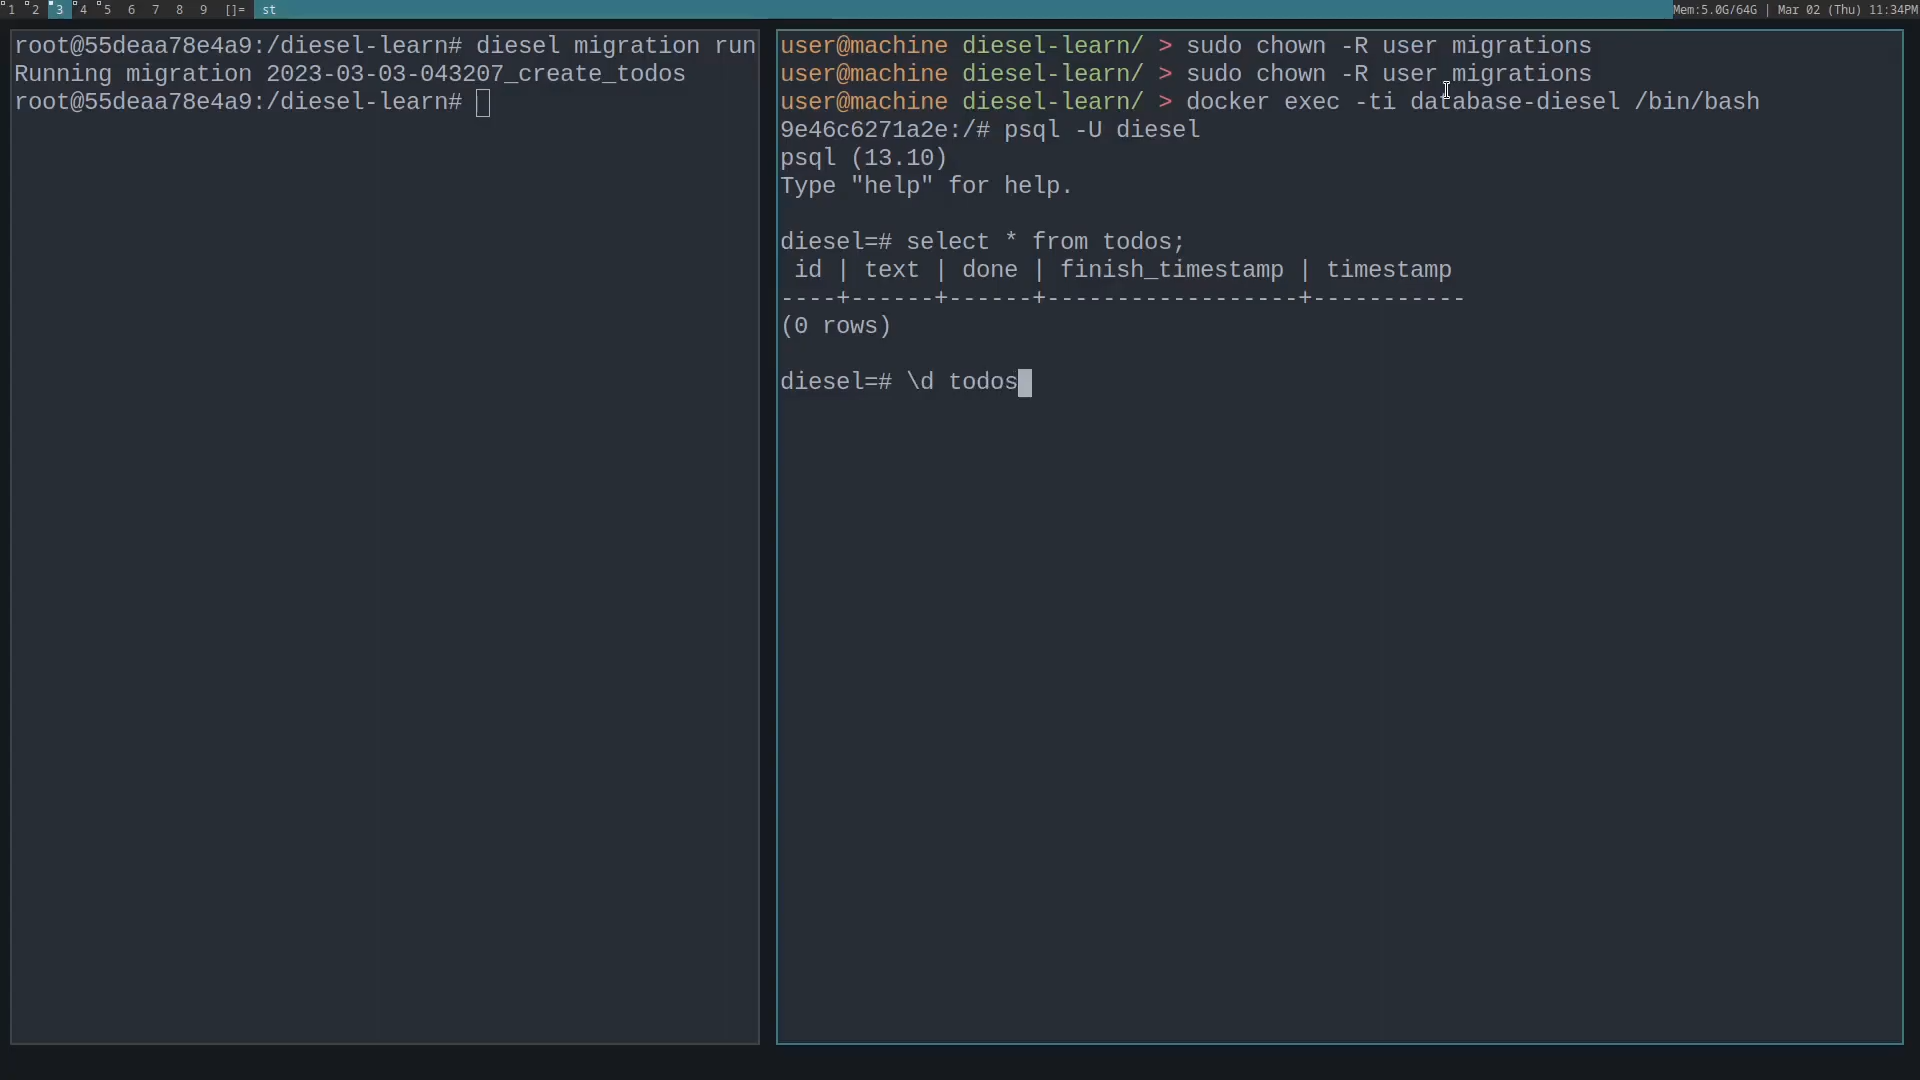 1 2 3 4 5 6 7 8 9 []= st Mem:5.0G/64G | Mar 02 (Thu) 11:34PM
root@55deaa78e4a9:/diesel-learn# diesel migration run
Running migration 2023-03-03-043207_create_todos
root@55deaa78e4a9:/diesel-learn#
user@machine diesel-learn/ > sudo chown -R user migrations
user@machine diesel-learn/ > sudo chown -R user migrations
user@machine diesel-learn/ > docker exec -ti database-diesel /bin/bash
9e46c6271a2e:/# psql -U diesel
psql (13.10)
Type "help" for help.

diesel=# select * from todos;
 id | text | done | finish_timestamp | timestamp
----+------+------+------------------+-----------
(0 rows)

diesel=# \d todos